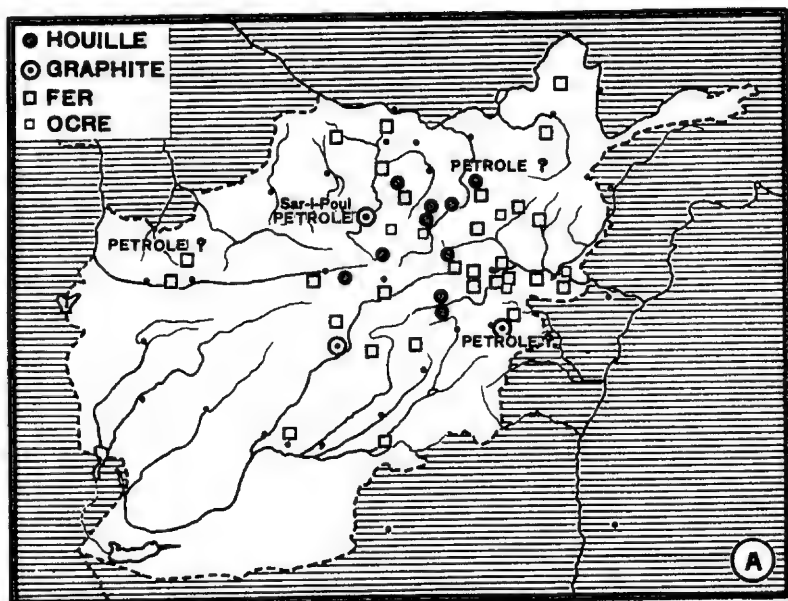 HOUILLE
GRAPHITE
FER
OCRE
PETROLE ?
Sar-i-Poul
PETROLE
PETROLE ?
PETROLE ?
A